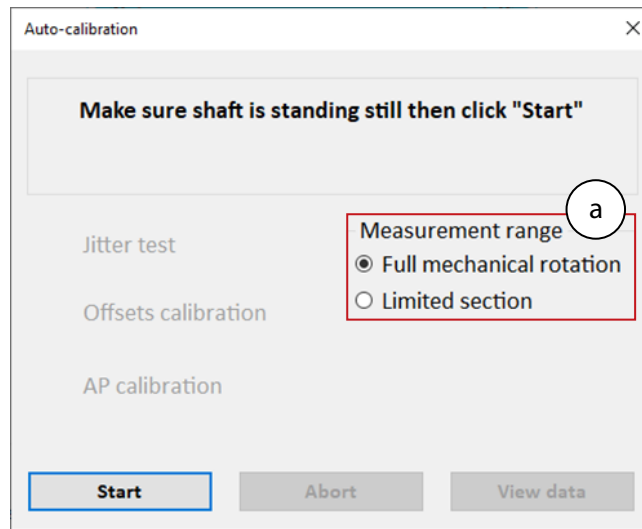 Auto-calibration
Make sure shaft is standing still then click "Start"
a
Jitter test
Measurement range
Full mechanical rotation
Limited section
Offsets calibration
AP calibration
Start
Abort
View data